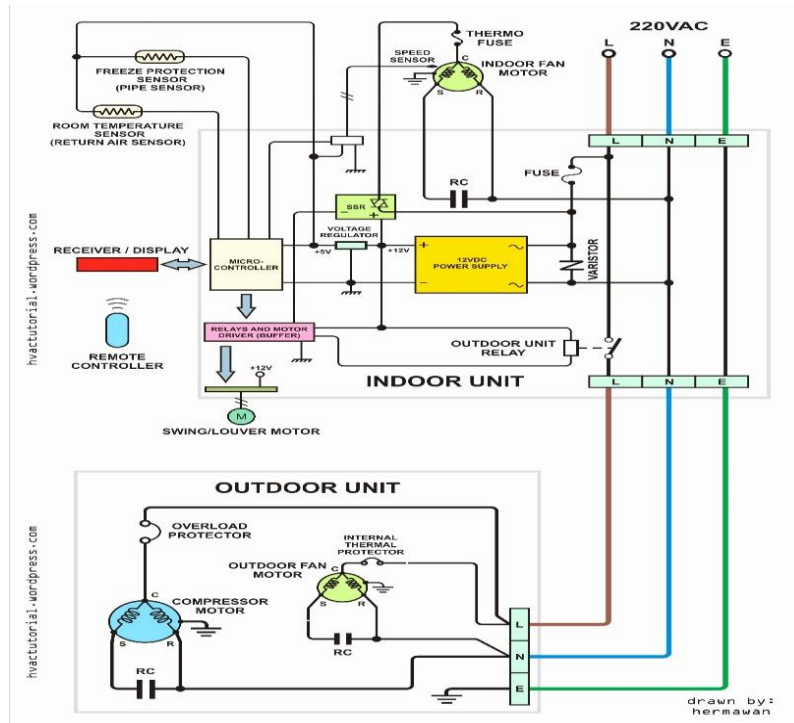 220VAC
L N E
THERMO
FUSE
SPEED
SENSOR
C
INDOOR FAN
MOTOR
S R
FREEZE PROTECTION
SENSOR
(PIPE SENSOR)
ROOM TEMPERATURE
SENSOR
(RETURN AIR SENSOR)
L N E
FUSE
RC
SSR
− +
VOLTAGE
REGULATOR
+5V +12V
+ ~
12VDC
POWER SUPPLY
− ~
VARISTOR
MICRO-
CONTROLLER
RECEIVER / DISPLAY
hvactutorial.wordpress.com
REMOTE
CONTROLLER
RELAYS AND MOTOR
DRIVER (BUFFER)
OUTDOOR UNIT
RELAY
+12V
INDOOR UNIT
L N E
M
SWING/LOUVER MOTOR
OUTDOOR UNIT
OVERLOAD
PROTECTOR
INTERNAL
THERMAL
PROTECTOR
OUTDOOR FAN
MOTOR
C
S R
RC
C
COMPRESSOR
MOTOR
S R
RC
L
N
E
hvactutorial.wordpress.com
drawn by:
hermawan